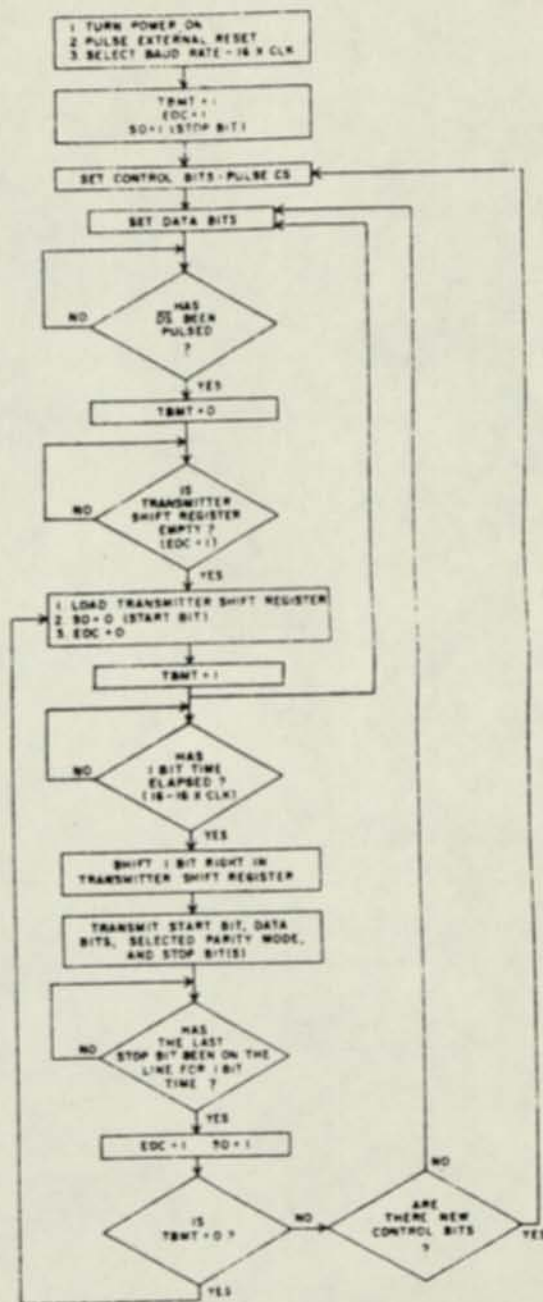 1 TURN POWER ON
2 PULSE EXTERNAL RESET
3 SELECT BAUD RATE - 16 X CLK
TBMT = 1
EOC = 1
SO = 1 (STOP BIT)
SET CONTROL BITS - PULSE CS
SET DATA BITS
HAS
DS BEEN
PULSED
?
NO
YES
TBMT = 0
IS
TRANSMITTER
SHIFT REGISTER
EMPTY ?
(EOC = 1)
NO
YES
1 LOAD TRANSMITTER SHIFT REGISTER
2 SO = 0 (START BIT)
3 EOC = 0
TBMT = 1
HAS
1 BIT TIME
ELAPSED ?
(16 - 16 X CLK)
NO
YES
SHIFT 1 BIT RIGHT IN
TRANSMITTER SHIFT REGISTER
TRANSMIT START BIT, DATA
BITS, SELECTED PARITY MODE,
AND STOP BIT(S)
HAS
THE LAST
STOP BIT BEEN ON THE
LINE FOR 1 BIT
TIME ?
NO
YES
EOC = 1 SO = 1
IS
TBMT = 0 ?
NO
YES
ARE
THERE NEW
CONTROL BITS
?
NO
YES